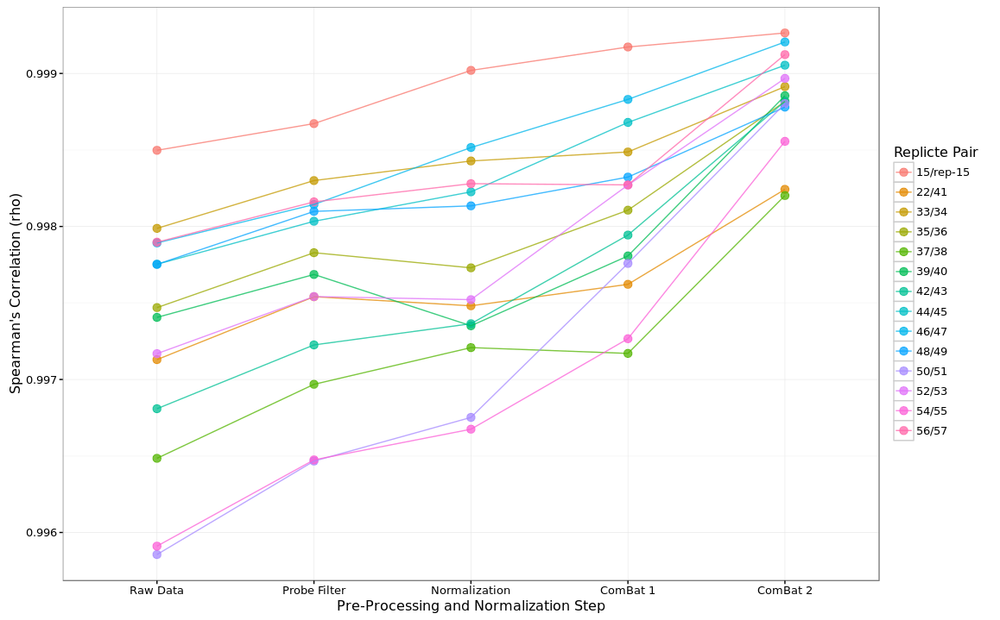 0.999
0.998
0.997
0.996
Spearman's Correlation (rho)
Raw Data
Probe Filter
Normalization
ComBat 1
ComBat 2
Pre-Processing and Normalization Step
Replicte Pair
15/rep-15
22/41
33/34
35/36
37/38
39/40
42/43
44/45
46/47
48/49
50/51
52/53
54/55
56/57